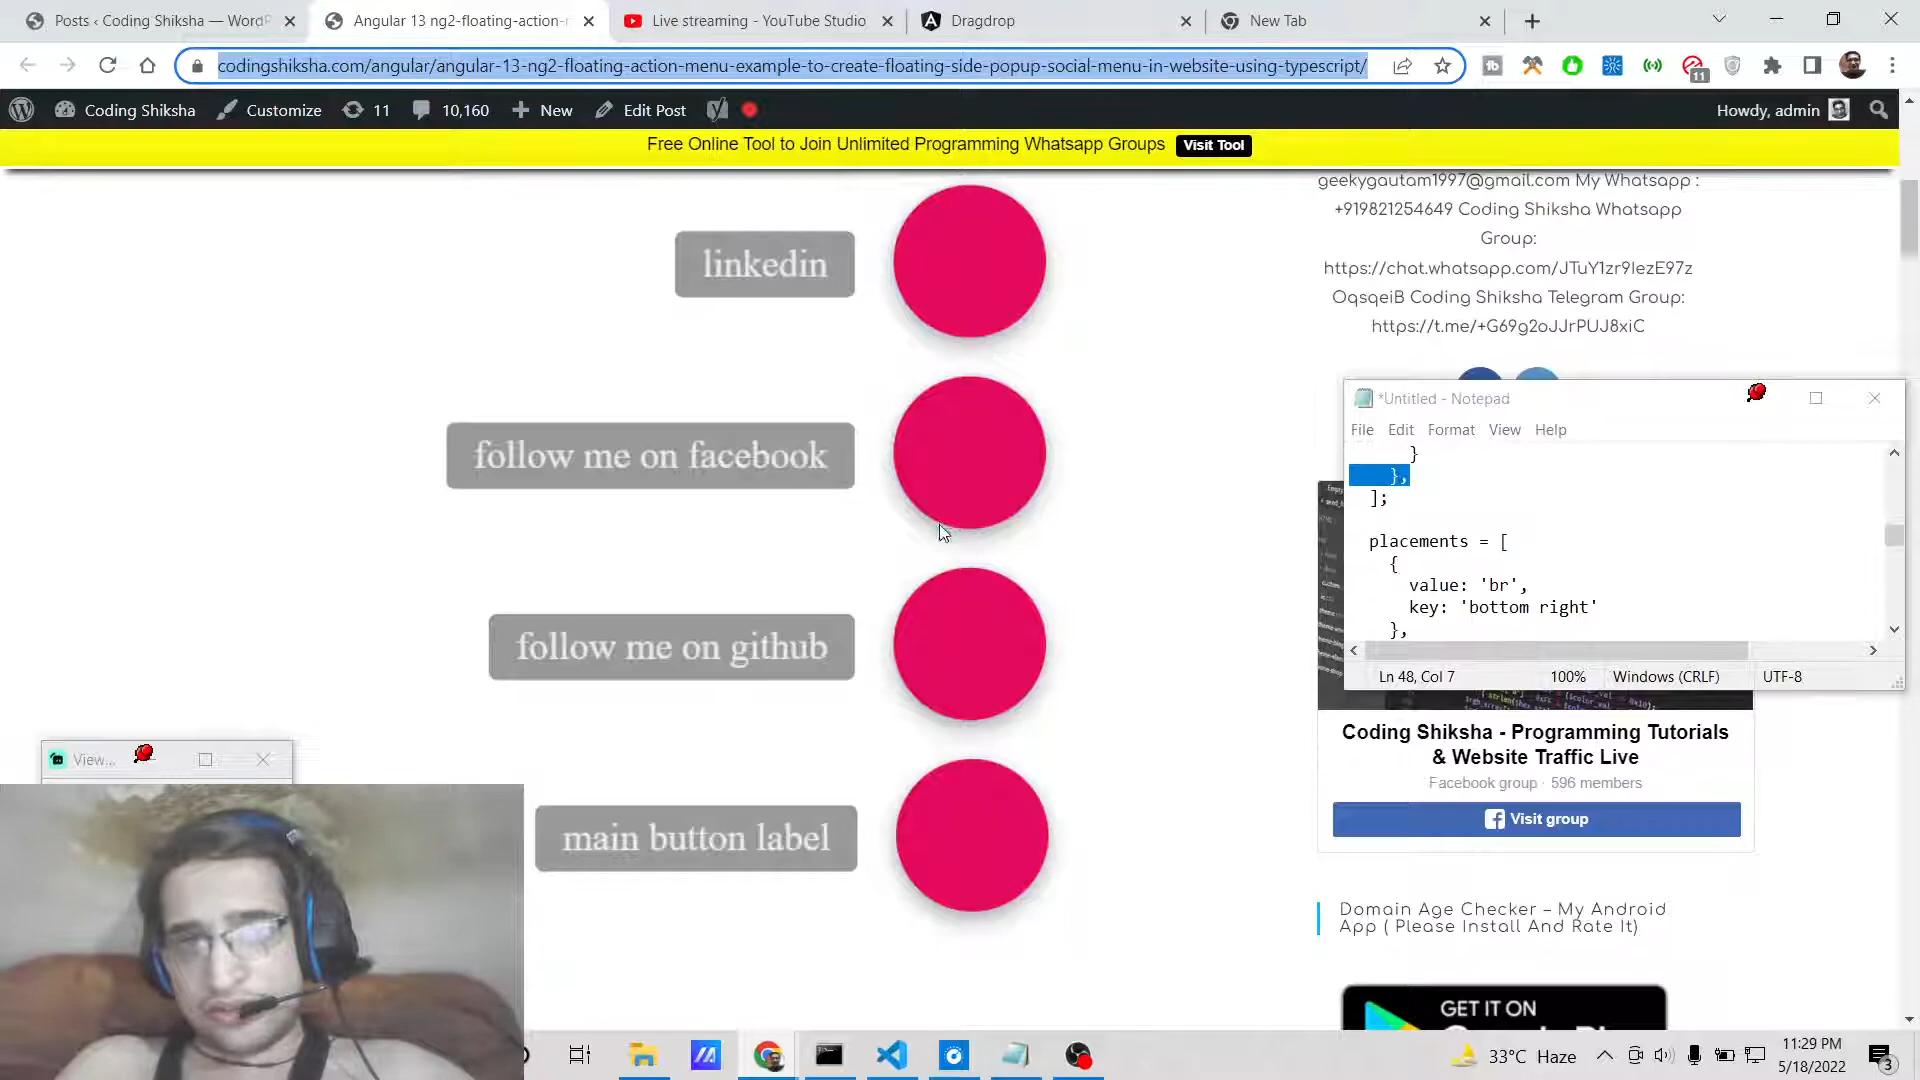 Posts ‹ Coding Shiksha — WordP
Angular 13 ng2-floating-action-r
Live streaming - YouTube Studio
Dragdrop
New Tab
codingshiksha.com/angular/angular-13-ng2-floating-action-menu-example-to-create-floating-side-popup-social-menu-in-website-using-typescript/
11
Coding Shiksha
Customize
11
10,160
New
Edit Post
Howdy, admin
Free Online Tool to Join Unlimited Programming Whatsapp Groups Visit Tool
linkedin
follow me on facebook
follow me on github
main button label
geekygautam1997@gmail.com My Whatsapp :
+919821254649 Coding Shiksha Whatsapp
Group:
https://chat.whatsapp.com/JTuY1zr9IezE97z
OqsqeiB Coding Shiksha Telegram Group:
https://t.me/+G69g2oJJrPUJ8xiC
*Untitled - Notepad
File Edit Format View Help
}
},
];
placements = [
{
value: 'br',
key: 'bottom right'
},
Ln 48, Col 7
100%
Windows (CRLF)
UTF-8
Coding Shiksha - Programming Tutorials
& Website Traffic Live
Facebook group · 596 members
Visit group
Domain Age Checker – My Android
App ( Please Install And Rate It)
GET IT ON
View...
33°C Haze
11:29 PM
5/18/2022
3